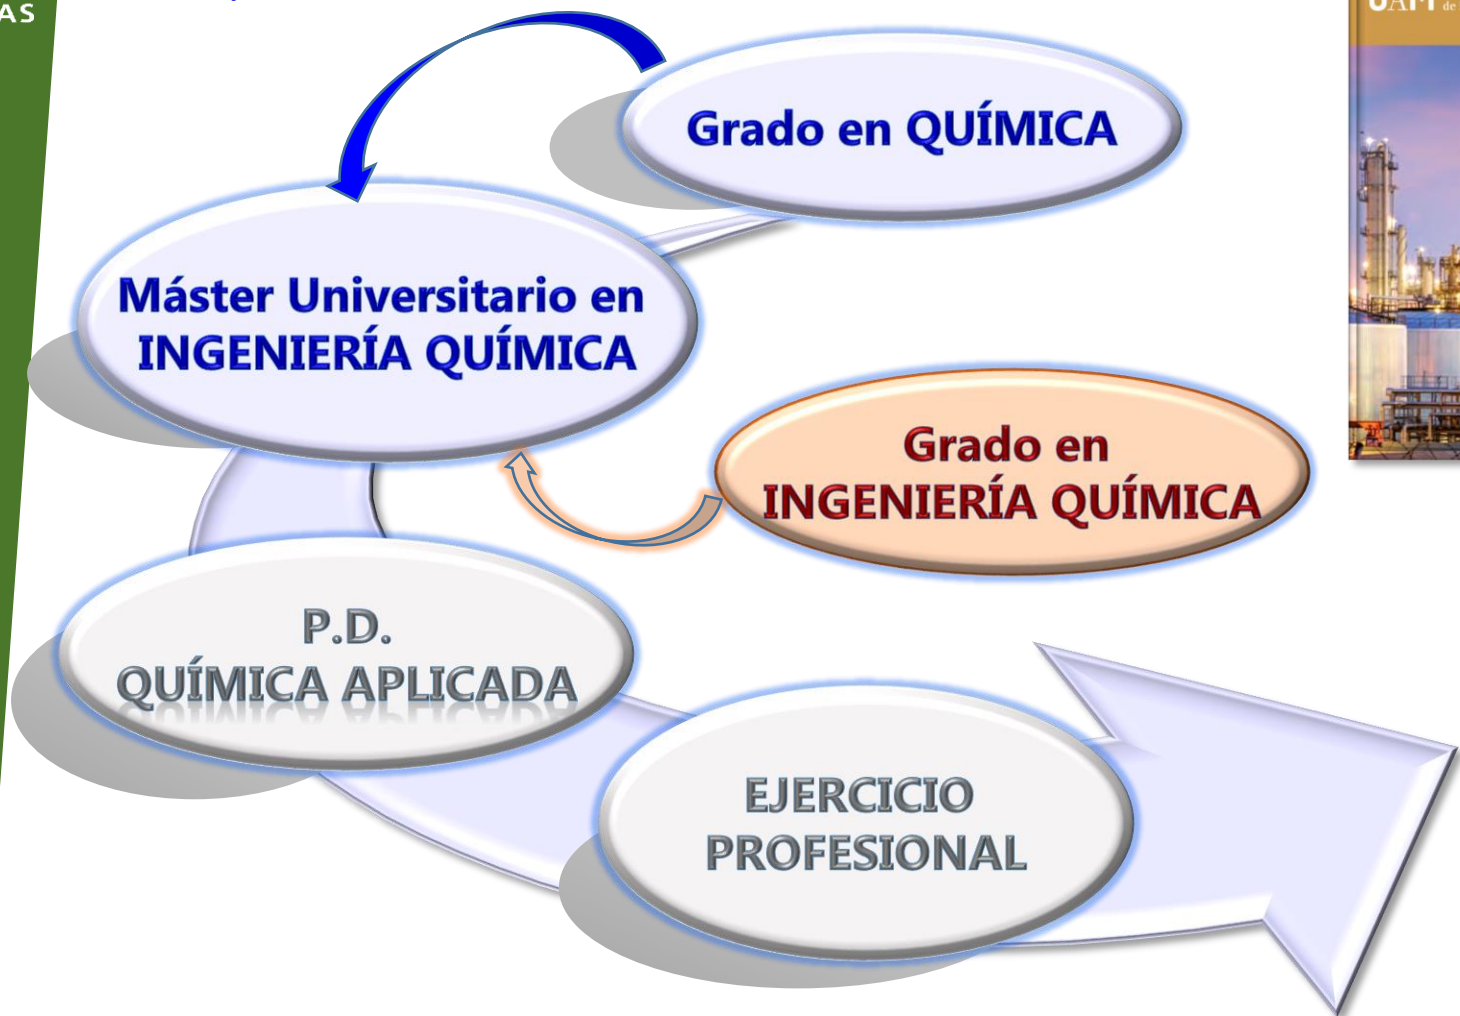 AS
Grado en QUÍMICA
Máster Universitario en
INGENIERÍA QUÍMICA
Grado en
INGENIERÍA QUÍMICA
P.D.
QUÍMICA APLICADA
EJERCICIO
PROFESIONAL